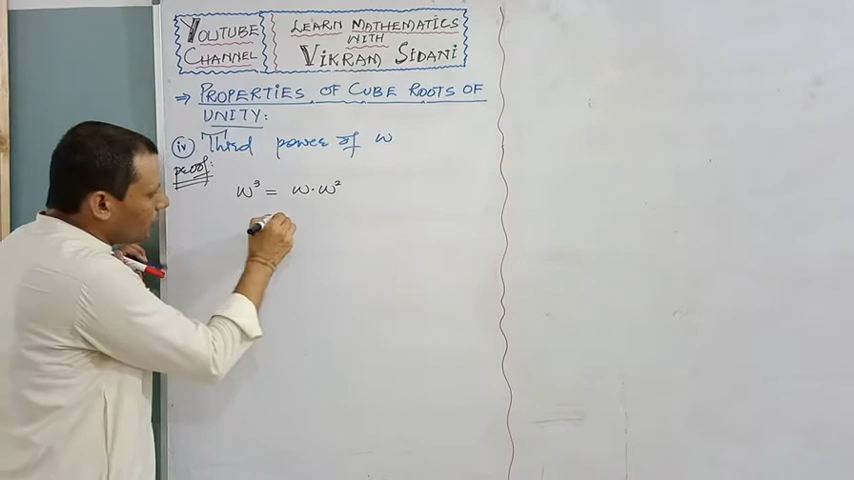 YOUTUBE CHANNEL
LEARN MATHEMATICS
WITH
VIKRAM SIDANI
⇒ PROPERTIES OF CUBE ROOTS OF
UNITY:
(iv) Third power of ω
proof:
ω³ = ω·ω²